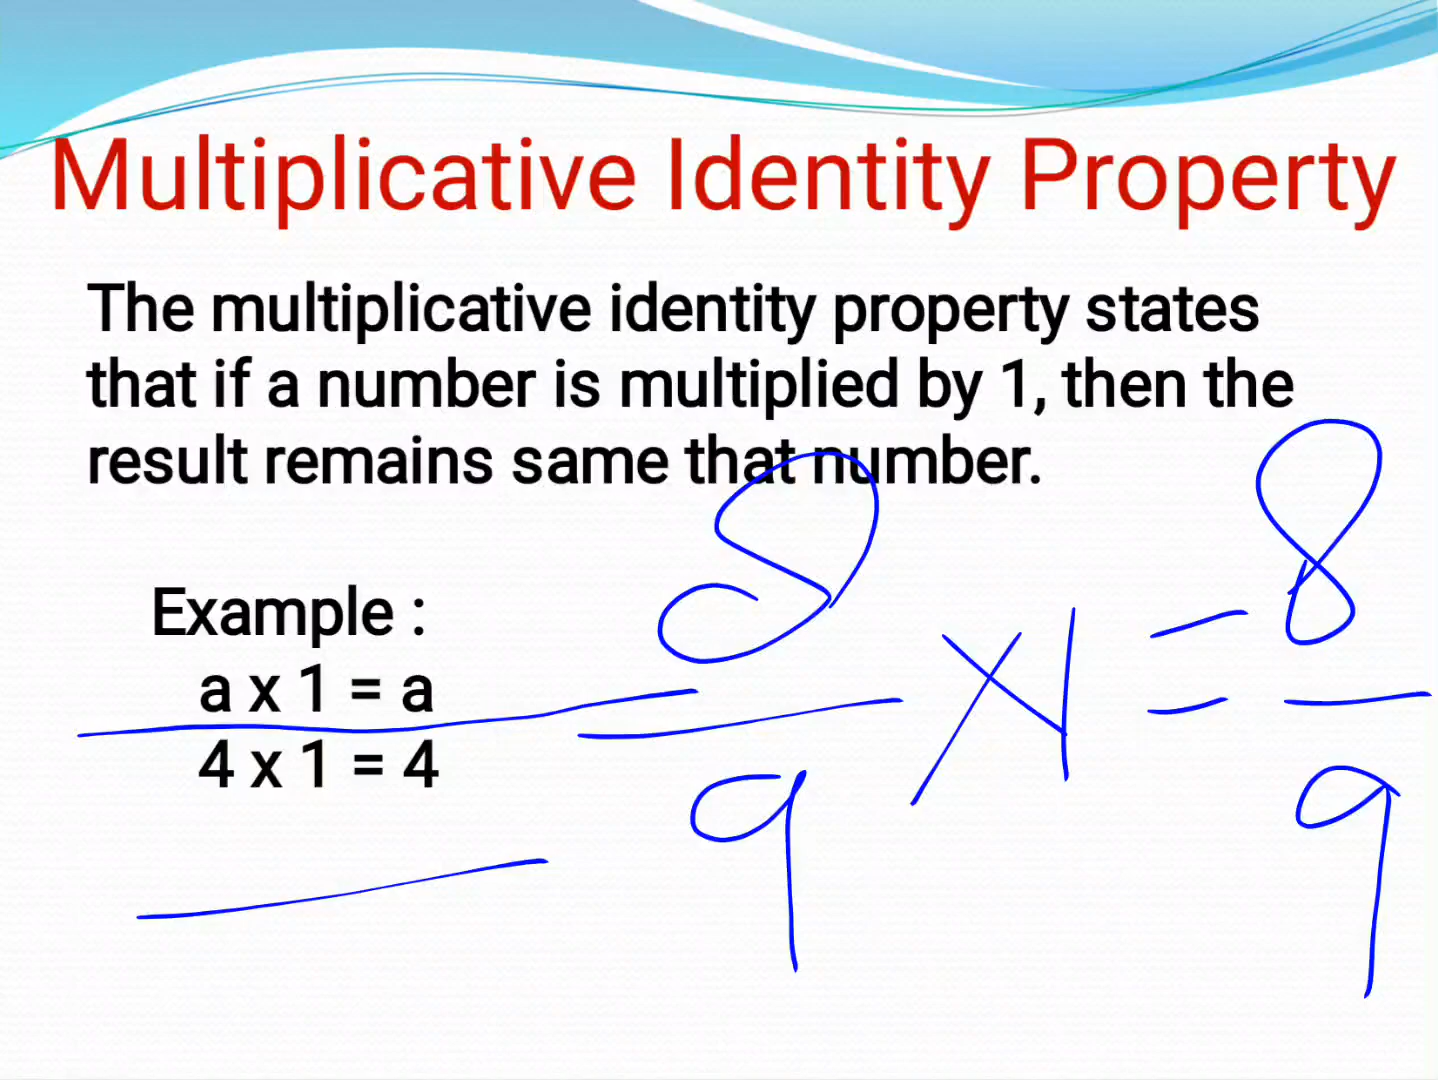 Multiplicative Identity Property
The multiplicative identity property states
that if a number is multiplied by 1, then the
result remains same that number.
Example :
a x 1 = a
4 x 1 = 4
8/9 x 1 = 8/9